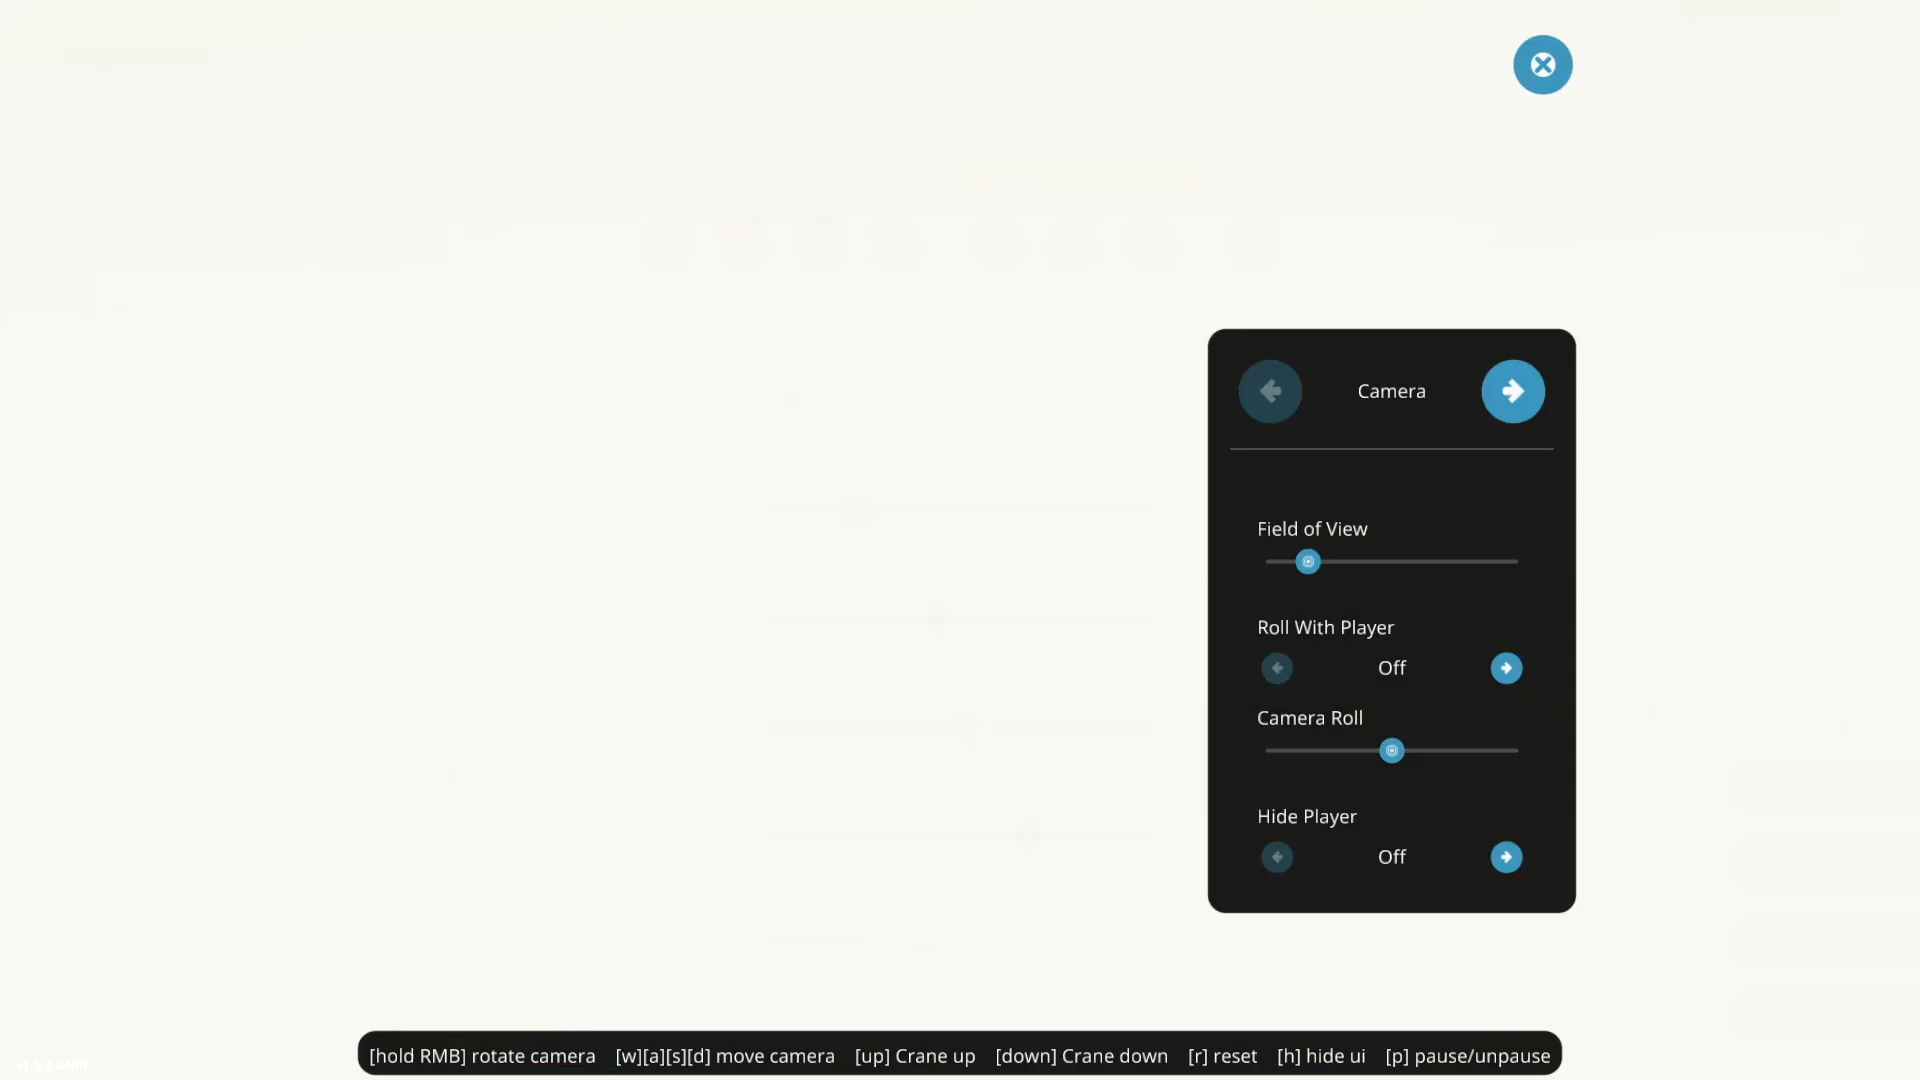 Camera
Field of View
Roll With Player
Off
Camera Roll
Hide Player
Off
[hold RMB] rotate camera [w][a][s][d] move camera [up] Crane up [down] Crane down [r] reset [h] hide ui [p] pause/unpause